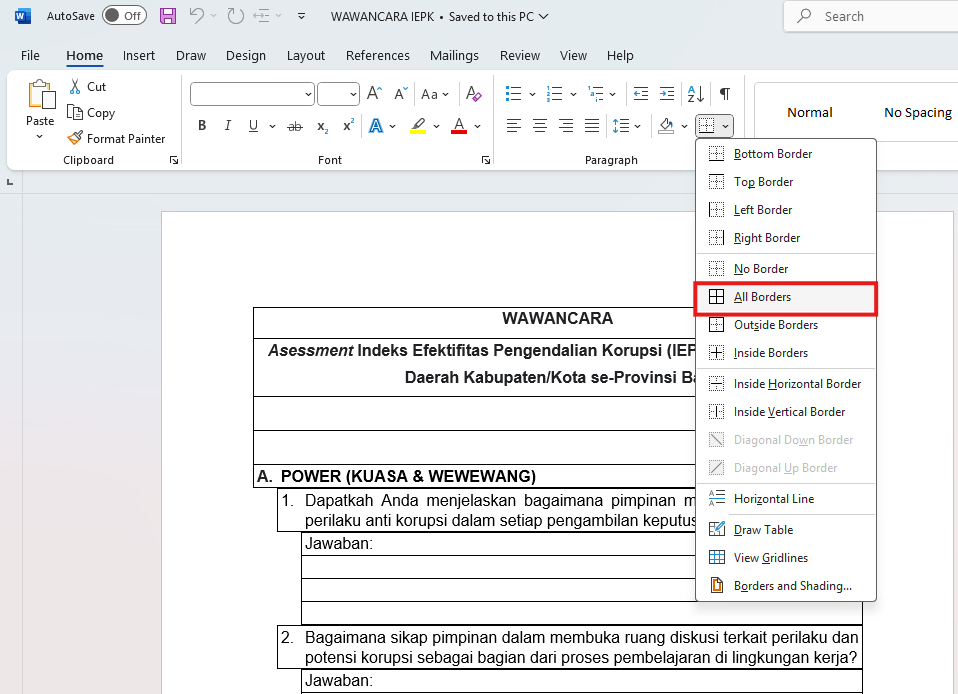 AutoSave Off WAWANCARA IEPK • Saved to this PC Search
File Home Insert Draw Design Layout References Mailings Review View Help
Paste
Cut
Copy
Format Painter
Clipboard
Aa
B I U ab x₂ x² A A
Font
Paragraph
Normal No Spacing
Bottom Border
Top Border
Left Border
Right Border
No Border
All Borders
Outside Borders
Inside Borders
Inside Horizontal Border
Inside Vertical Border
Diagonal Down Border
Diagonal Up Border
Horizontal Line
Draw Table
View Gridlines
Borders and Shading...
WAWANCARA
Asessment Indeks Efektifitas Pengendalian Korupsi (IEP
Daerah Kabupaten/Kota se-Provinsi Ba
A. POWER (KUASA & WEWEWANG)
1. Dapatkah Anda menjelaskan bagaimana pimpinan m
perilaku anti korupsi dalam setiap pengambilan keputus
Jawaban:
2. Bagaimana sikap pimpinan dalam membuka ruang diskusi terkait perilaku dan
potensi korupsi sebagai bagian dari proses pembelajaran di lingkungan kerja?
Jawaban: